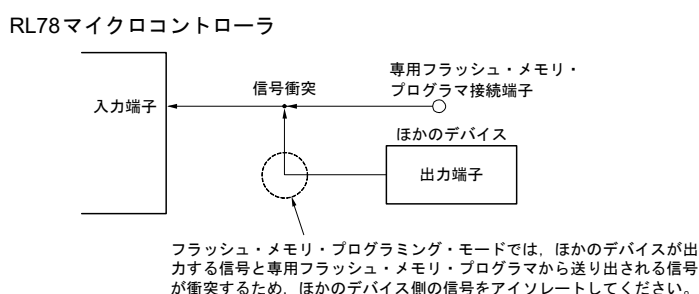 RL78マイクロコントローラ
専用フラッシュ・メモリ・
プログラマ接続端子
信号衝突
入力端子
ほかのデバイス
出力端子
フラッシュ・メモリ・プログラミング・モードでは，ほかのデバイスが出
力する信号と専用フラッシュ・メモリ・プログラマから送り出される信号
が衝突するため，ほかのデバイス側の信号をアイソレートしてください。